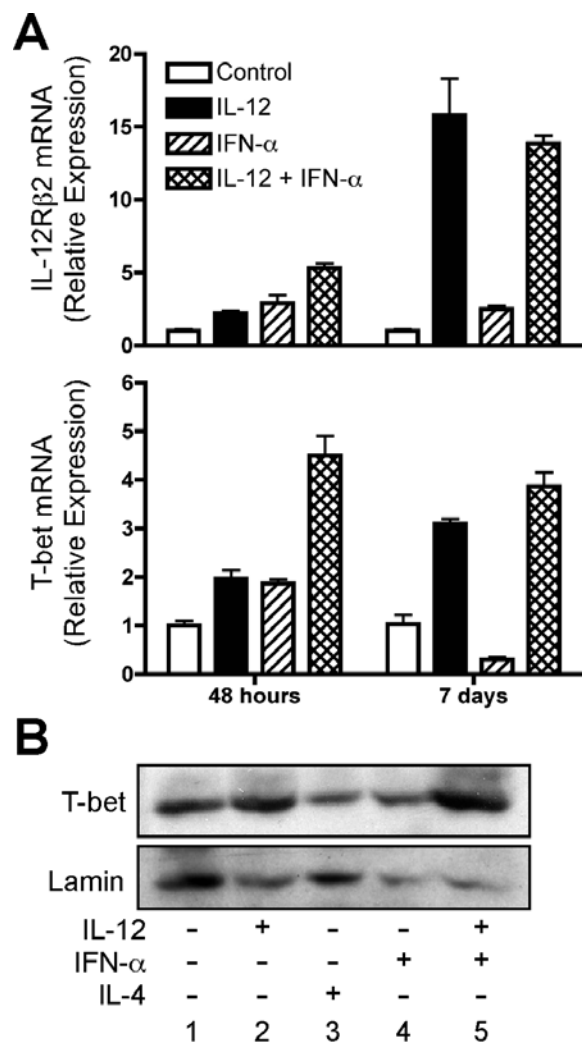 A
IL-12Rβ2 mRNA
(Relative Expression)
20
15
10
5
0
Control
IL-12
IFN-α
IL-12 + IFN-α
T-bet mRNA
(Relative Expression)
6
5
4
3
2
1
0
48 hours 7 days
B
T-bet
Lamin
IL-12 - + - - +
IFN-α - - - + +
IL-4 - - + - -
1 2 3 4 5